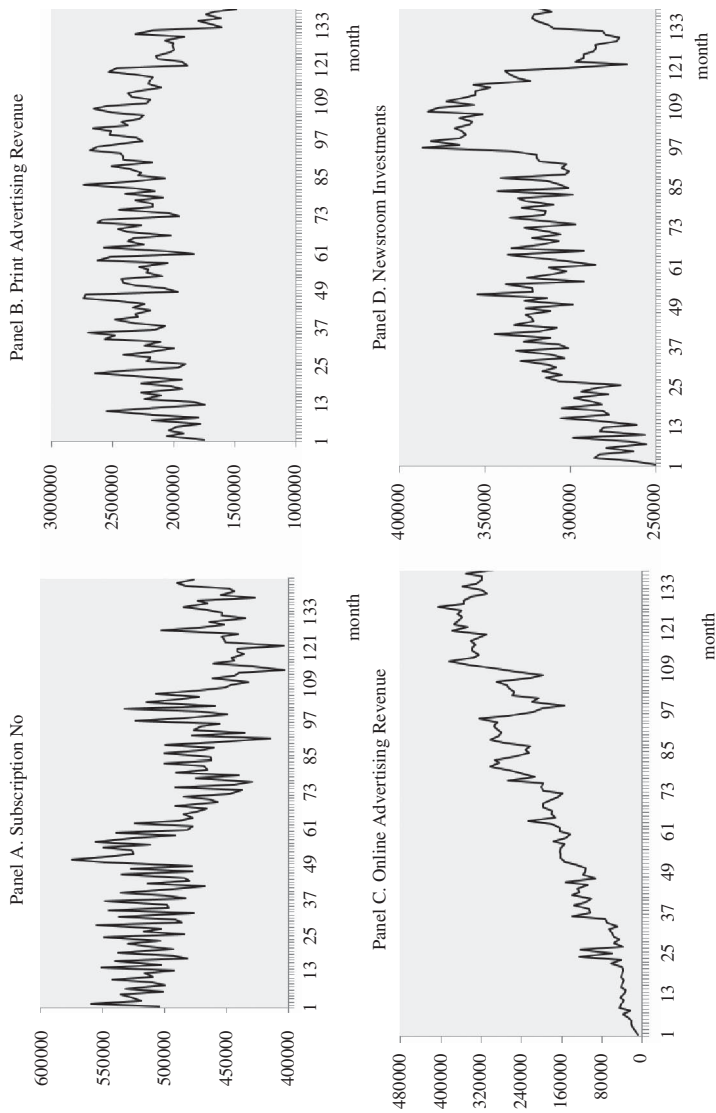 Panel A. Subscription No
600000
550000
500000
450000
400000
1 13 25 37 49 61 73 85 97 109 121 133
month
Panel B. Print Advertising Revenue
3000000
2500000
2000000
1500000
1000000
1 13 25 37 49 61 73 85 97 109 121 133
month
Panel C. Online Advertising Revenue
480000
400000
320000
240000
160000
80000
0
1 13 25 37 49 61 73 85 97 109 121 133
month
Panel D. Newsroom Investments
400000
350000
300000
250000
1 13 25 37 49 61 73 85 97 109 121 133
month